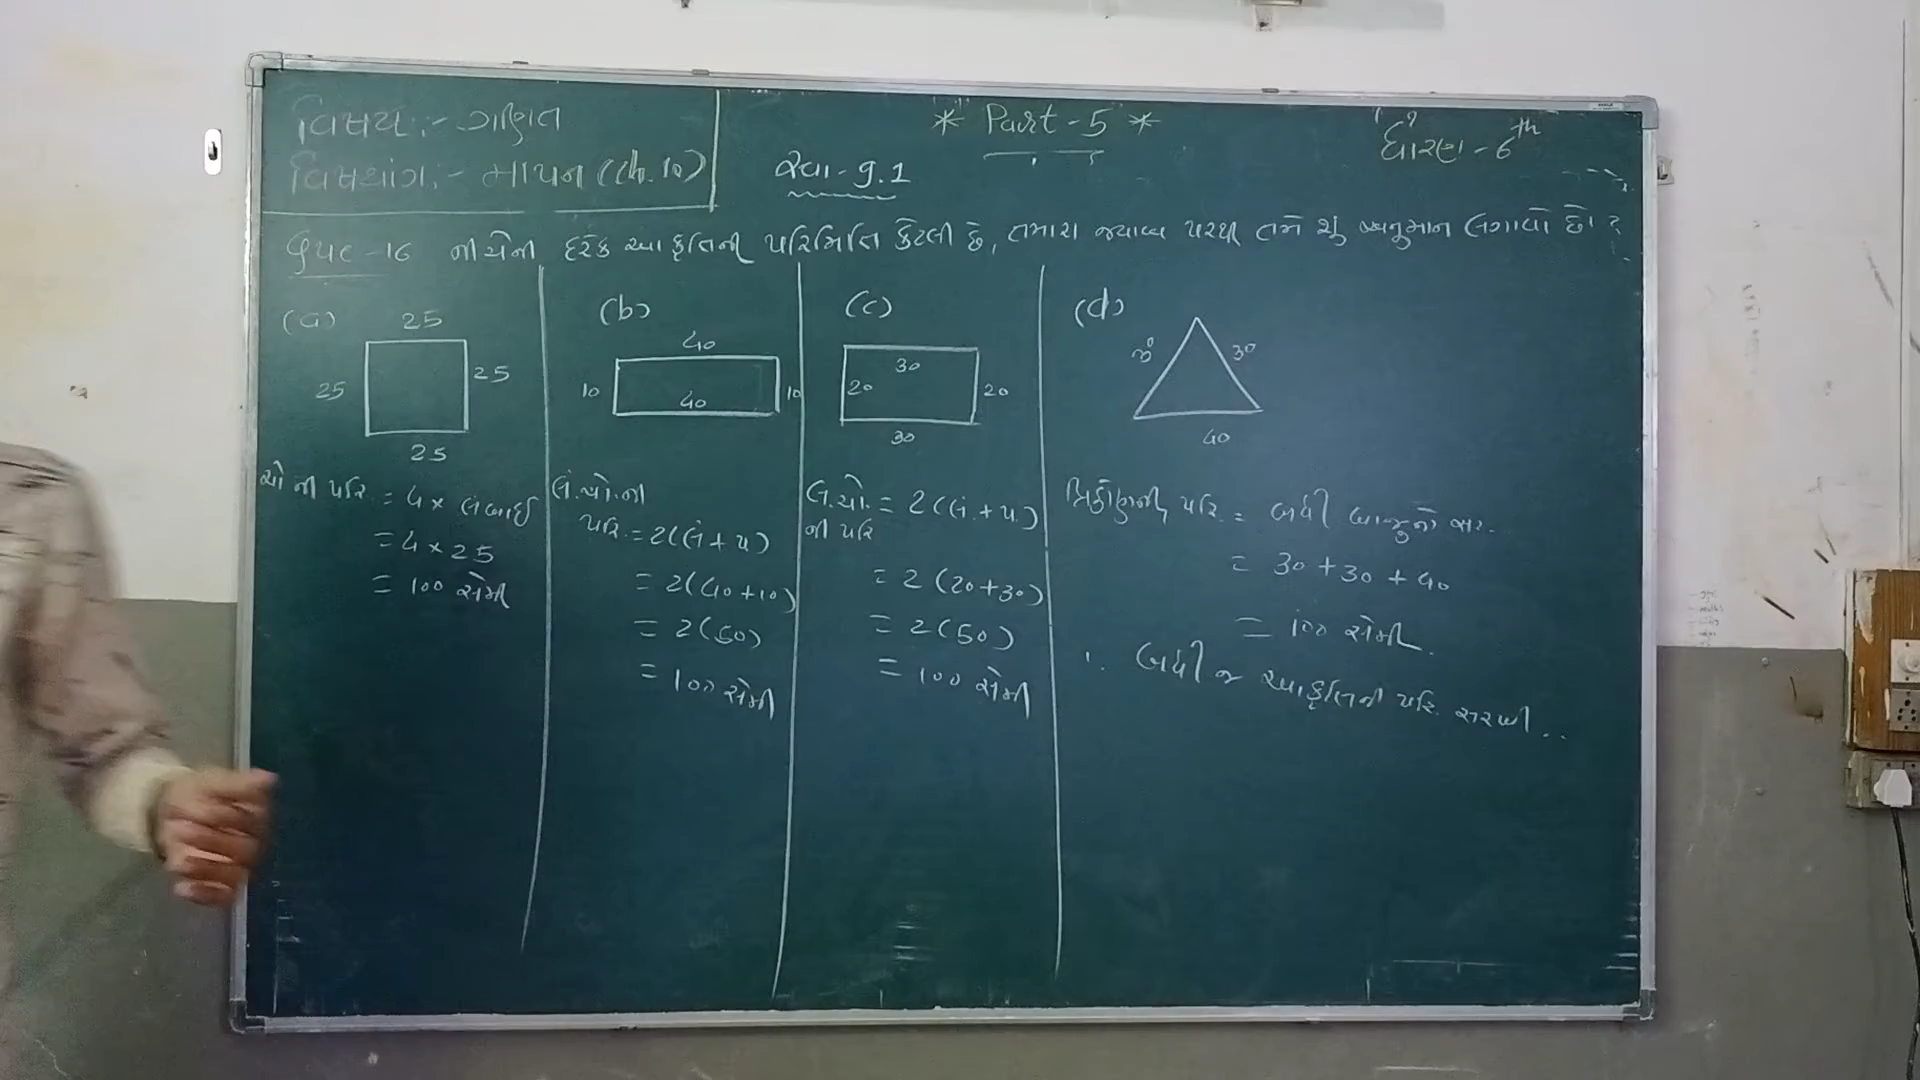 વિષય :- ગણિત
વિષયાંગ :- માપન (ch.10)
* Part-5 *
સ્વા - 9.1
ધોરણ - 6th
નીચેની દરેક આકૃતિની પરિમિતિ કેટલી છે, તમારા જવાબ પરથી તમે શું અનુમાન લગાવો છો ?
(a)
25
25
25
25
ચો ની પરિ = 4 × લંબાઈ
= 4 × 25
= 100 સેમી
(b)
40
10
10
40
લં.ચો.ની
પરિ. = 2(લં + પ)
= 2(40+10)
= 2(50)
= 100 સેમી
(c)
30
20
20
30
લ.ચો. = 2(લં. + પ.)
ની પરિ
= 2(20+30)
= 2(50)
= 100 સેમી
(d)
30
30
40
ત્રિકોણની પરિ. = બધી બાજુનો સર.
= 30+30+40
= 100 સેમી.
બધી જ આકૃતિની પરિ. સરખી..